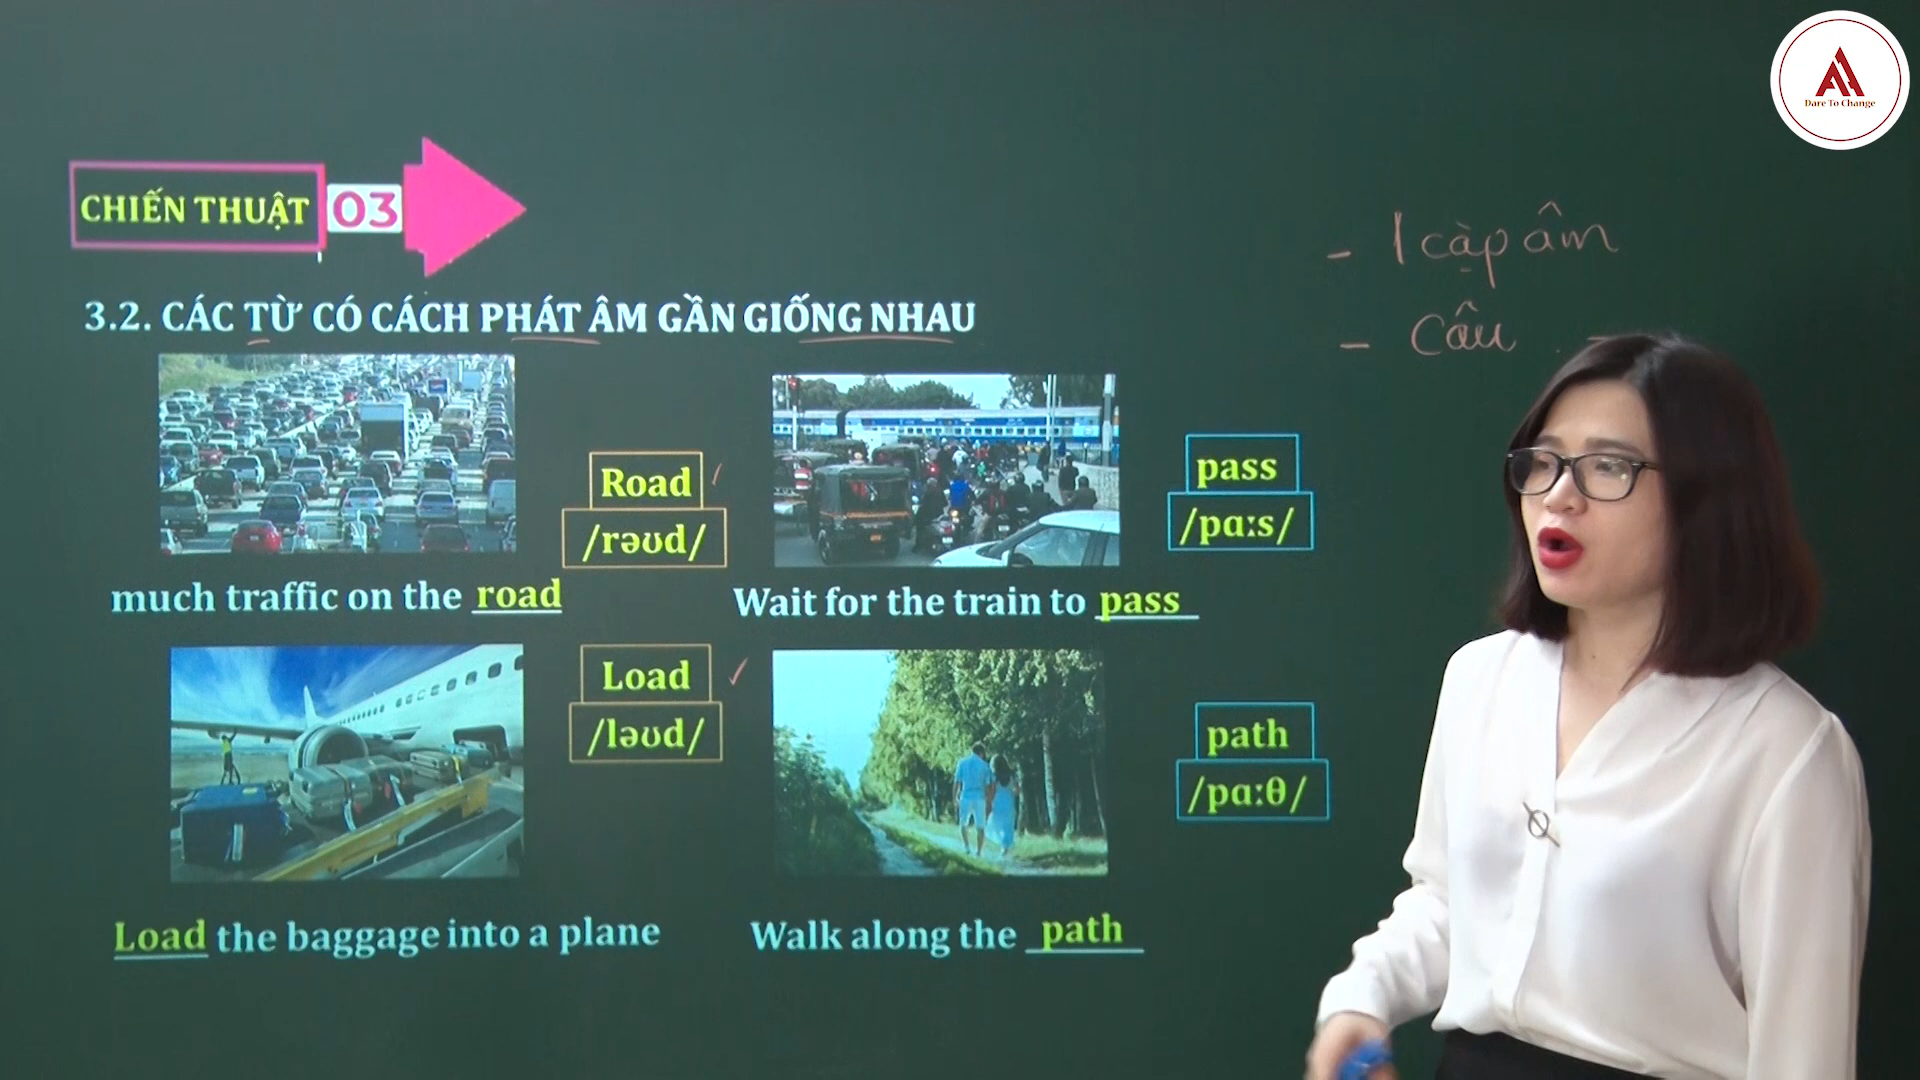 Dare To Change
CHIẾN THUẬT 03
- 1 cặp âm
- Câu
3.2. CÁC TỪ CÓ CÁCH PHÁT ÂM GẦN GIỐNG NHAU
Road
/rəʊd/
much traffic on the road
pass
/pɑːs/
Wait for the train to pass
Load
/ləʊd/
Load the baggage into a plane
path
/pɑːθ/
Walk along the path